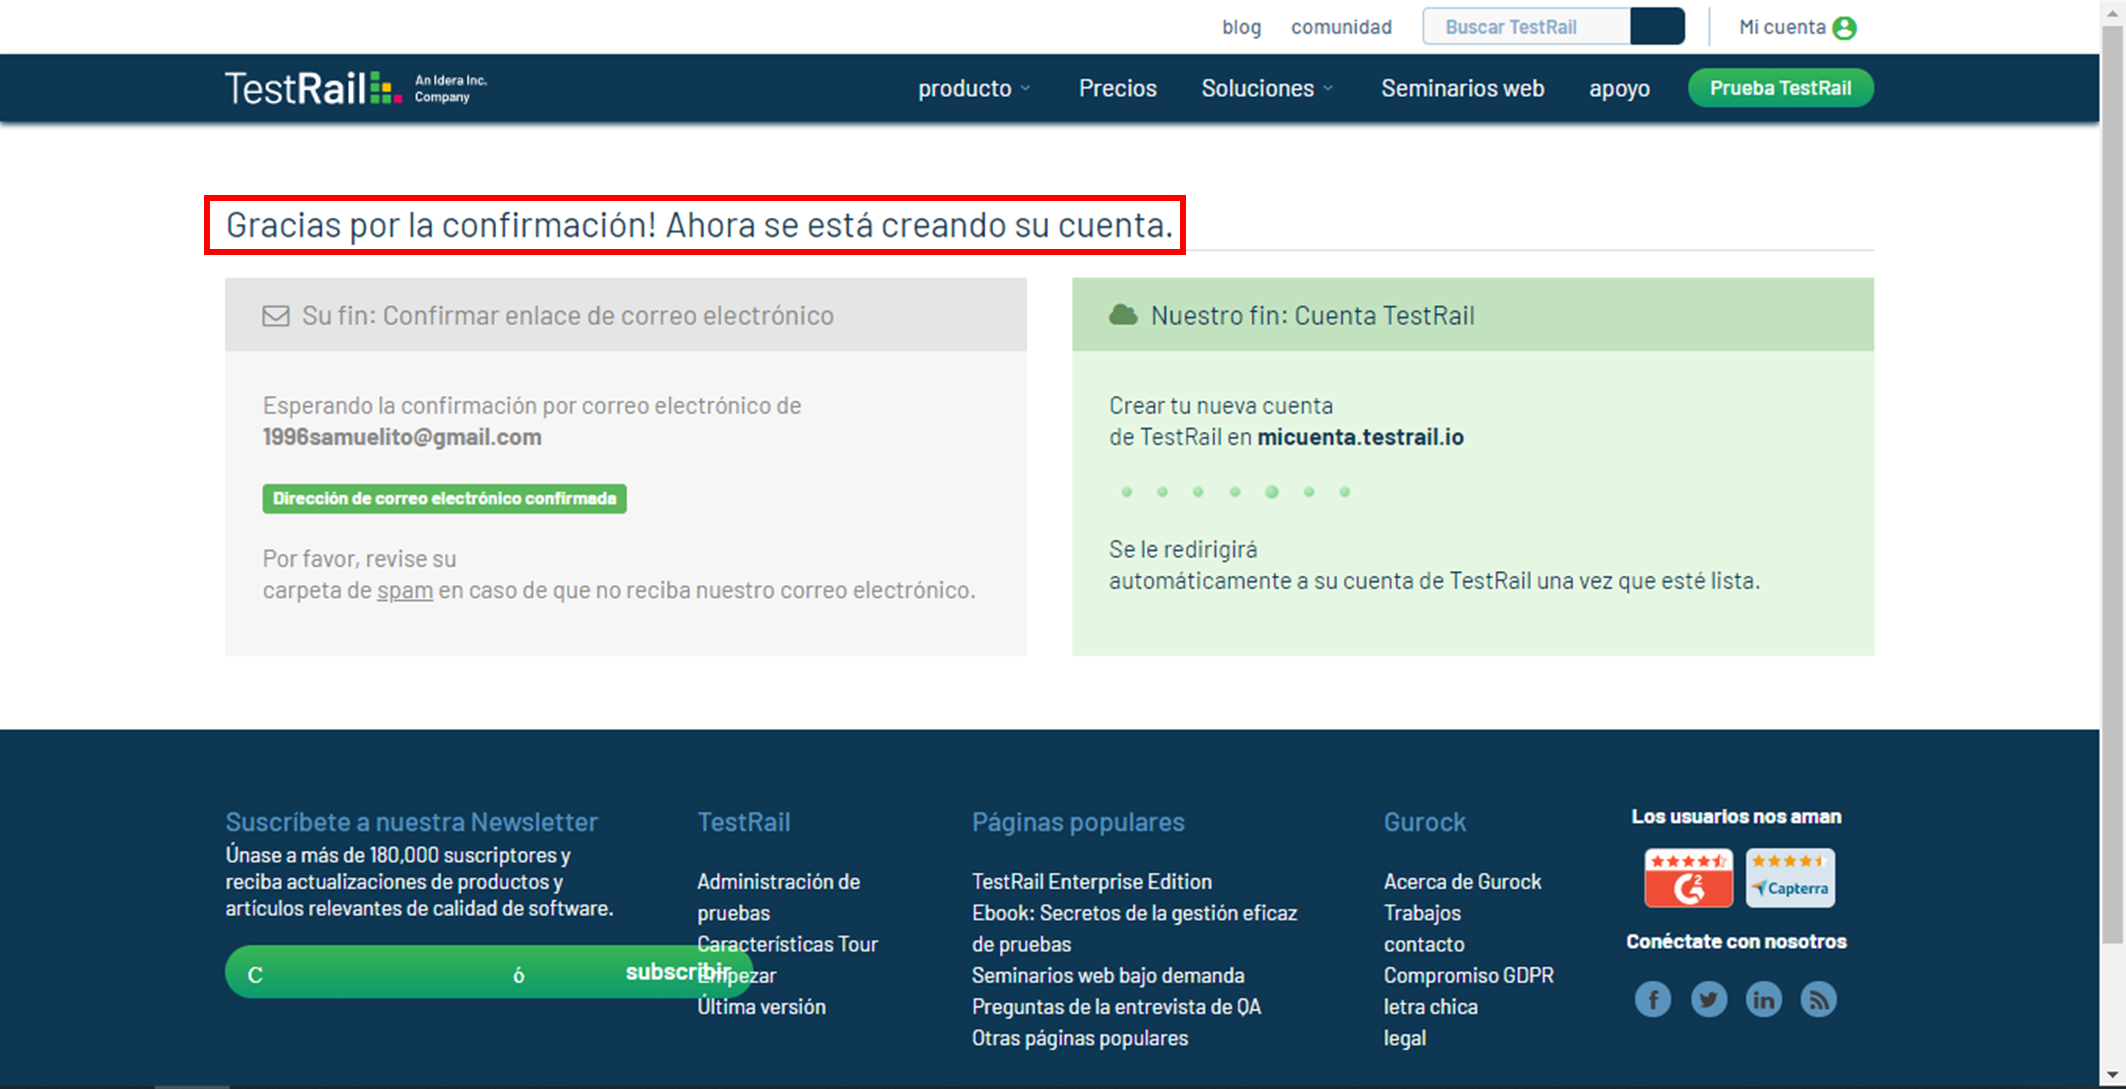 blog comunidad Buscar TestRail Mi cuenta
TestRail An Idera Inc. Company producto Precios Soluciones Seminarios web apoyo Prueba TestRail
Gracias por la confirmación! Ahora se está creando su cuenta.
Su fin: Confirmar enlace de correo electrónico
Esperando la confirmación por correo electrónico de
1996samuelito@gmail.com
Dirección de correo electrónico confirmada
Por favor, revise su
carpeta de spam en caso de que no reciba nuestro correo electrónico.
Nuestro fin: Cuenta TestRail
Crear tu nueva cuenta
de TestRail en micuenta.testrail.io
Se le redirigirá
automáticamente a su cuenta de TestRail una vez que esté lista.
Suscríbete a nuestra Newsletter
Únase a más de 180,000 suscriptores y
reciba actualizaciones de productos y
artículos relevantes de calidad de software.
C ó subscribir
TestRail
Administración de
pruebas
Características Tour
Empezar
Última versión
Páginas populares
TestRail Enterprise Edition
Ebook: Secretos de la gestión eficaz
de pruebas
Seminarios web bajo demanda
Preguntas de la entrevista de QA
Otras páginas populares
Gurock
Acerca de Gurock
Trabajos
contacto
Compromiso GDPR
letra chica
legal
Los usuarios nos aman
G2 Capterra
Conéctate con nosotros